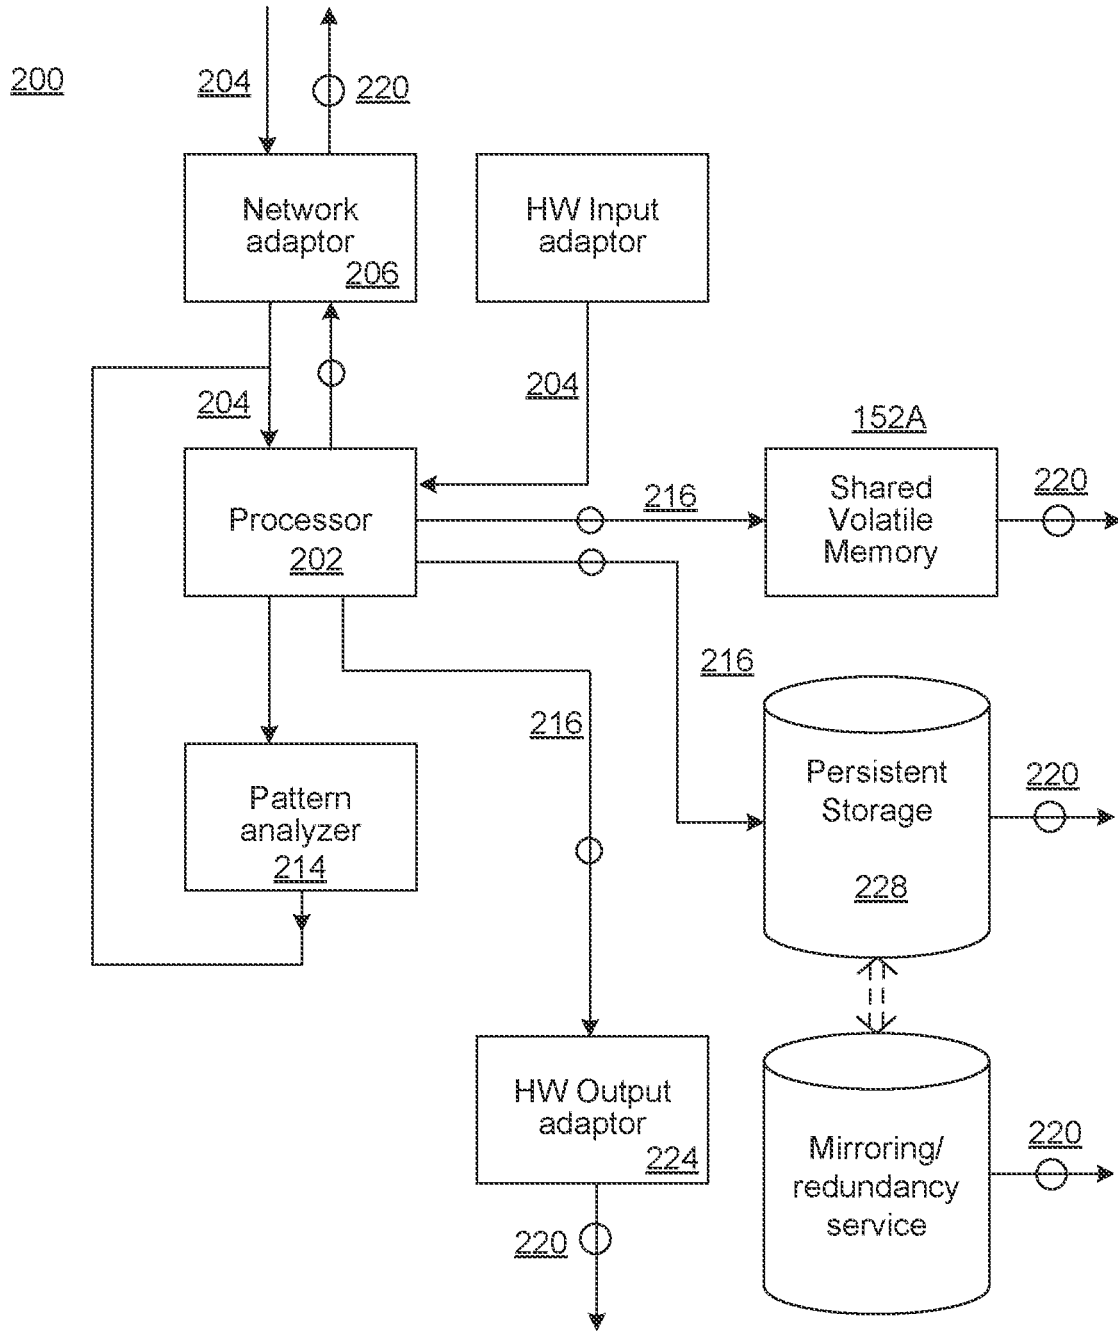 200
204
220
Network
adaptor
206
HW Input
adaptor
204
204
152A
Processor
202
216
Shared
Volatile
Memory
220
216
216
Pattern
analyzer
214
Persistent
Storage
228
220
HW Output
adaptor
224
220
Mirroring/
redundancy
service
220